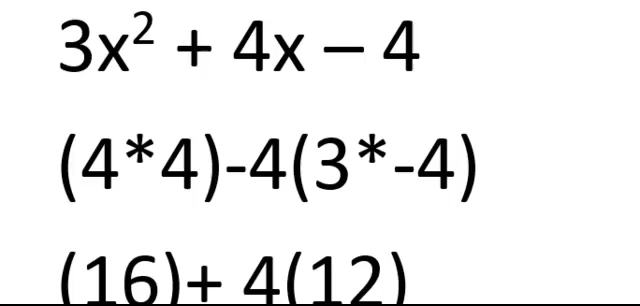 3x² + 4x – 4
(4*4)-4(3*-4)
(16)+ 4(12)